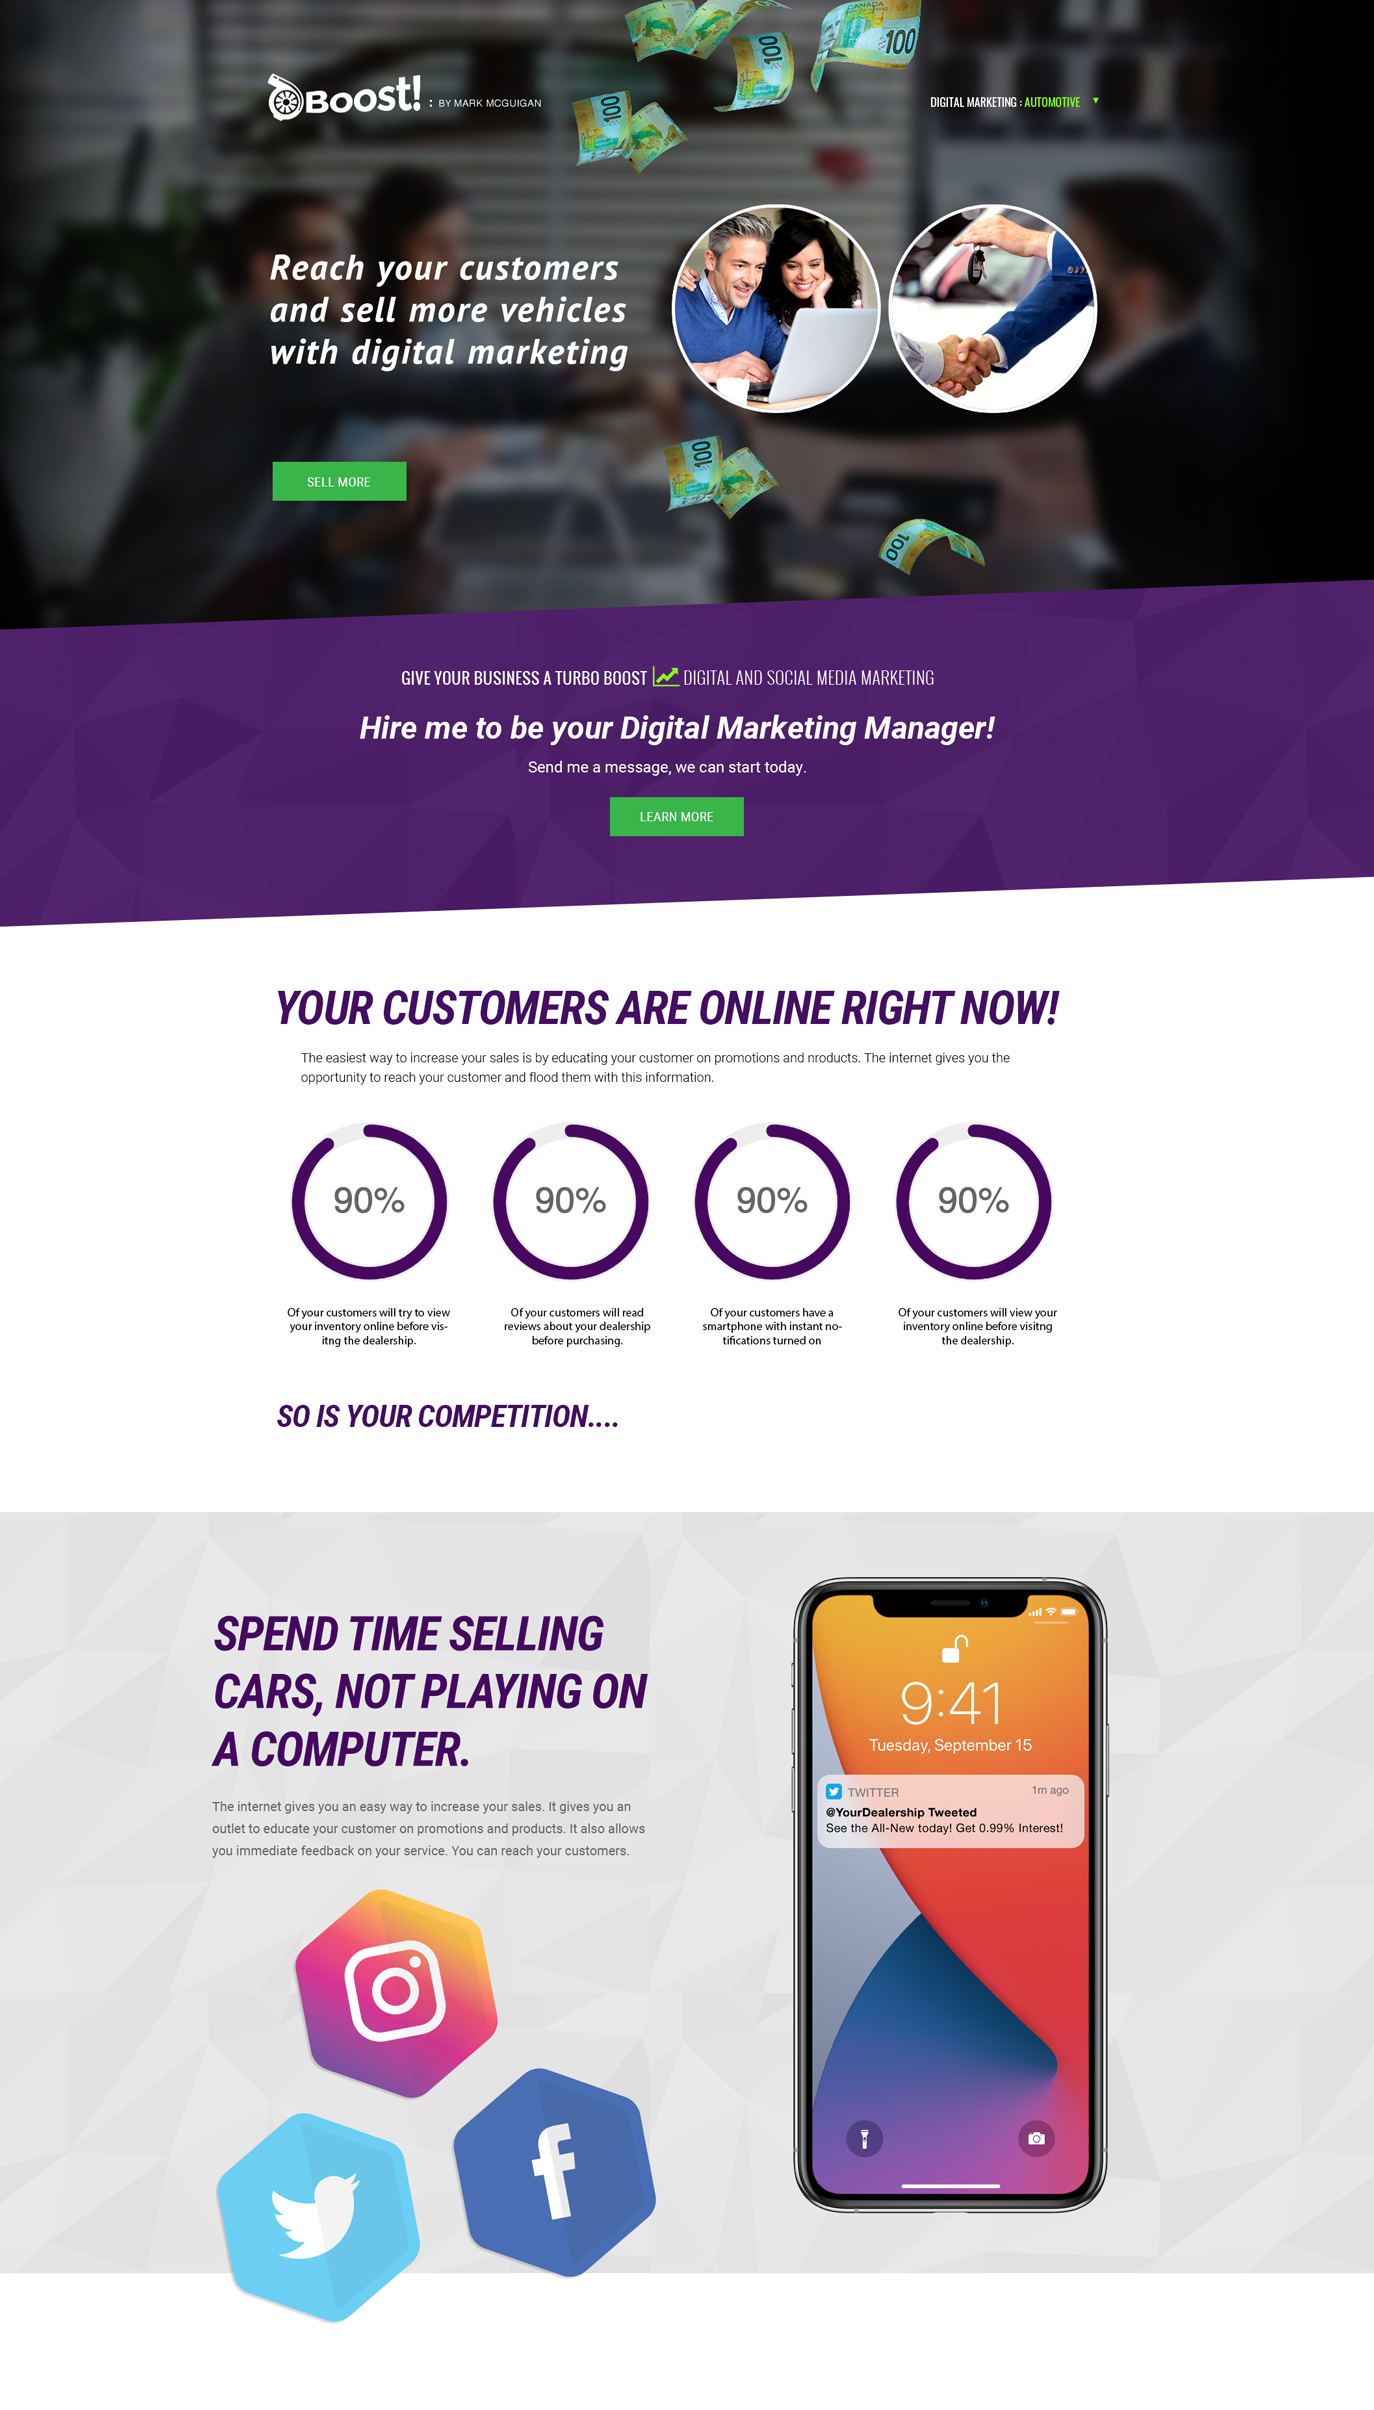 CANADA
100
100
100
BOOST! : BY MARK MCGUIGAN
DIGITAL MARKETING : AUTOMOTIVE
Reach your customers
and sell more vehicles
with digital marketing
100
SELL MORE
100
GIVE YOUR BUSINESS A TURBO BOOST DIGITAL AND SOCIAL MEDIA MARKETING
Hire me to be your Digital Marketing Manager!
Send me a message, we can start today.
LEARN MORE
YOUR CUSTOMERS ARE ONLINE RIGHT NOW!
The easiest way to increase your sales is by educating your customer on promotions and nroducts. The internet gives you the
opportunity to reach your customer and flood them with this information.
90%
90%
90%
90%
Of your customers will try to view
your inventory online before vis-
itng the dealership.
Of your customers will read
reviews about your dealership
before purchasing.
Of your customers have a
smartphone with instant no-
tifications turned on
Of your customers will view your
inventory online before visitng
the dealership.
SO IS YOUR COMPETITION....
SPEND TIME SELLING
CARS, NOT PLAYING ON
A COMPUTER.
The internet gives you an easy way to increase your sales. It gives you an
outlet to educate your customer on promotions and products. It also allows
you immediate feedback on your service. You can reach your customers.
9:41
Tuesday, September 15
TWITTER 1m ago
@YourDealership Tweeted
See the All-New today! Get 0.99% Interest!